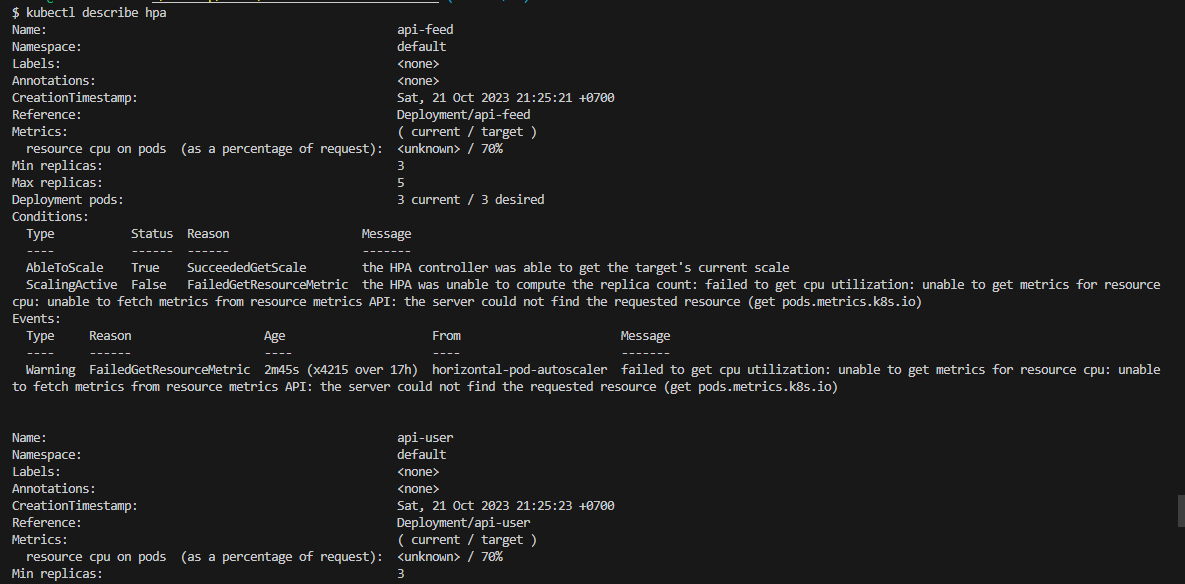 $ kubectl describe hpa
Name:                                                  api-feed
Namespace:                                             default
Labels:                                                <none>
Annotations:                                           <none>
CreationTimestamp:                                     Sat, 21 Oct 2023 21:25:21 +0700
Reference:                                             Deployment/api-feed
Metrics:                                               ( current / target )
  resource cpu on pods  (as a percentage of request):  <unknown> / 70%
Min replicas:                                          3
Max replicas:                                          5
Deployment pods:                                       3 current / 3 desired
Conditions:
  Type           Status  Reason                   Message
  ----           ------  ------                   -------
  AbleToScale    True    SucceededGetScale        the HPA controller was able to get the target's current scale
  ScalingActive  False   FailedGetResourceMetric  the HPA was unable to compute the replica count: failed to get cpu utilization: unable to get metrics for resource
cpu: unable to fetch metrics from resource metrics API: the server could not find the requested resource (get pods.metrics.k8s.io)
Events:
  Type     Reason                   Age                     From                       Message
  ----     ------                   ----                    ----                       -------
  Warning  FailedGetResourceMetric  2m45s (x4215 over 17h)  horizontal-pod-autoscaler  failed to get cpu utilization: unable to get metrics for resource cpu: unable
to fetch metrics from resource metrics API: the server could not find the requested resource (get pods.metrics.k8s.io)
Name:                                                  api-user
Namespace:                                             default
Labels:                                                <none>
Annotations:                                           <none>
CreationTimestamp:                                     Sat, 21 Oct 2023 21:25:23 +0700
Reference:                                             Deployment/api-user
Metrics:                                               ( current / target )
  resource cpu on pods  (as a percentage of request):  <unknown> / 70%
Min replicas:                                          3